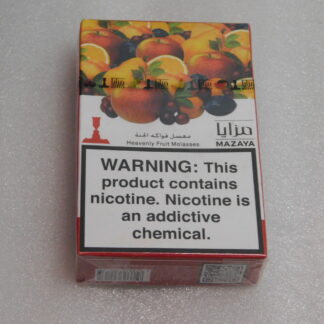 مزايا
MAZAYA
معسل فواكه الجنة
Heavenly Fruit Molasses
WARNING: This
product contains
nicotine. Nicotine is
an addictive
chemical.